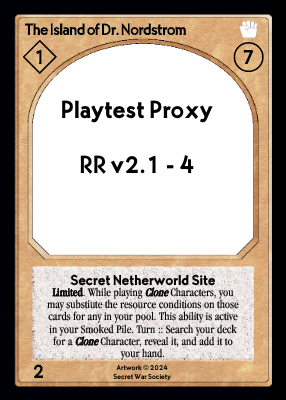 The Island of Dr. Nordstrom
1
7
Playtest Proxy
RR v2.1 - 4
Secret Netherworld Site
Limited. While playing Clone Characters, you
may substitute the resource conditions on those
cards for any in your pool. This ability is active
in your Smoked Pile. Turn :: Search your deck
for a Clone Character, reveal it, and add it to
your hand.
2
Artwork © 2024
Secret War Society